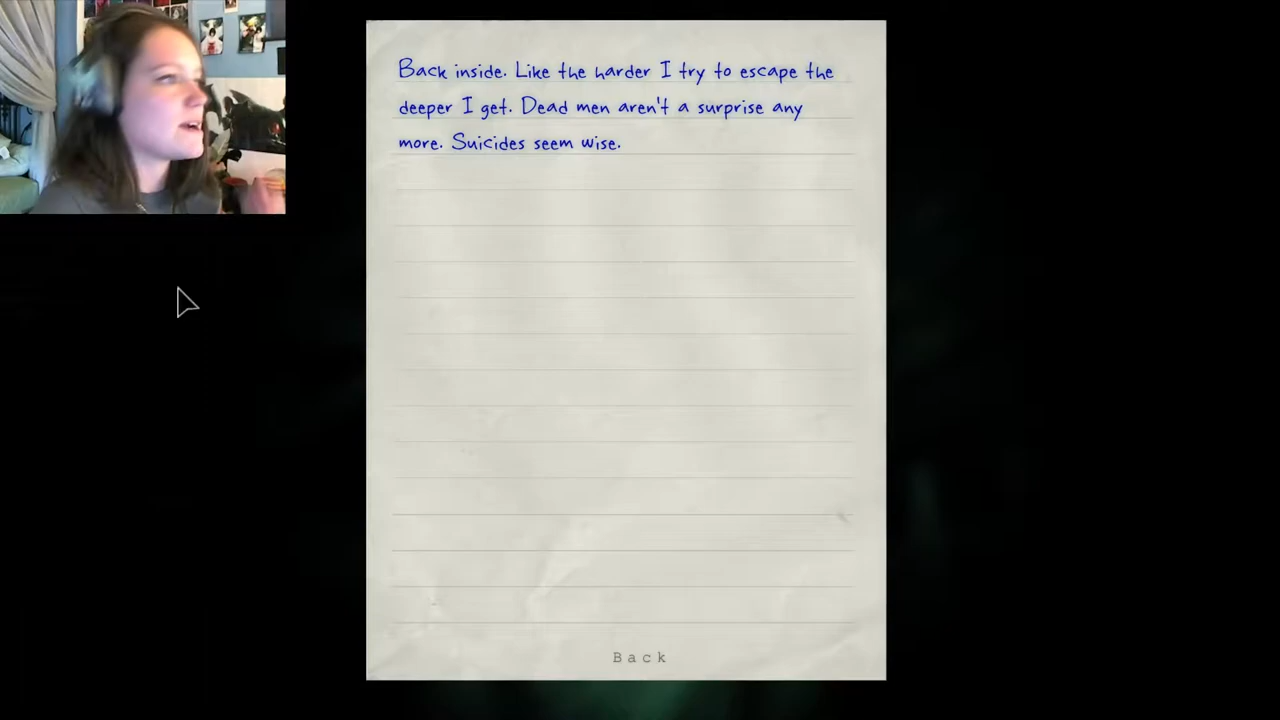 Back inside. Like the harder I try to escape the
deeper I get. Dead men aren't a surprise any
more. Suicides seem wise.
Back